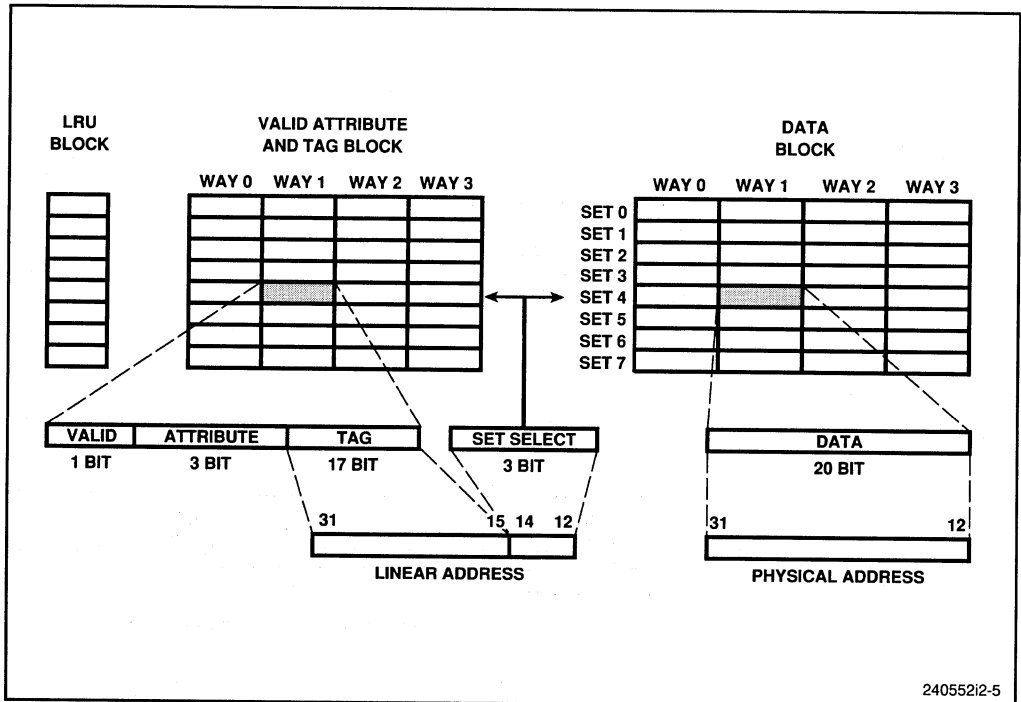 LRU
BLOCK
VALID ATTRIBUTE
AND TAG BLOCK
DATA
BLOCK
WAY 0 WAY 1 WAY 2 WAY 3
WAY 0 WAY 1 WAY 2 WAY 3
SET 0
SET 1
SET 2
SET 3
SET 4
SET 5
SET 6
SET 7
VALID ATTRIBUTE TAG
1 BIT 3 BIT 17 BIT
SET SELECT
3 BIT
DATA
20 BIT
31 15 14 12
LINEAR ADDRESS
31 12
PHYSICAL ADDRESS
240552i2-5